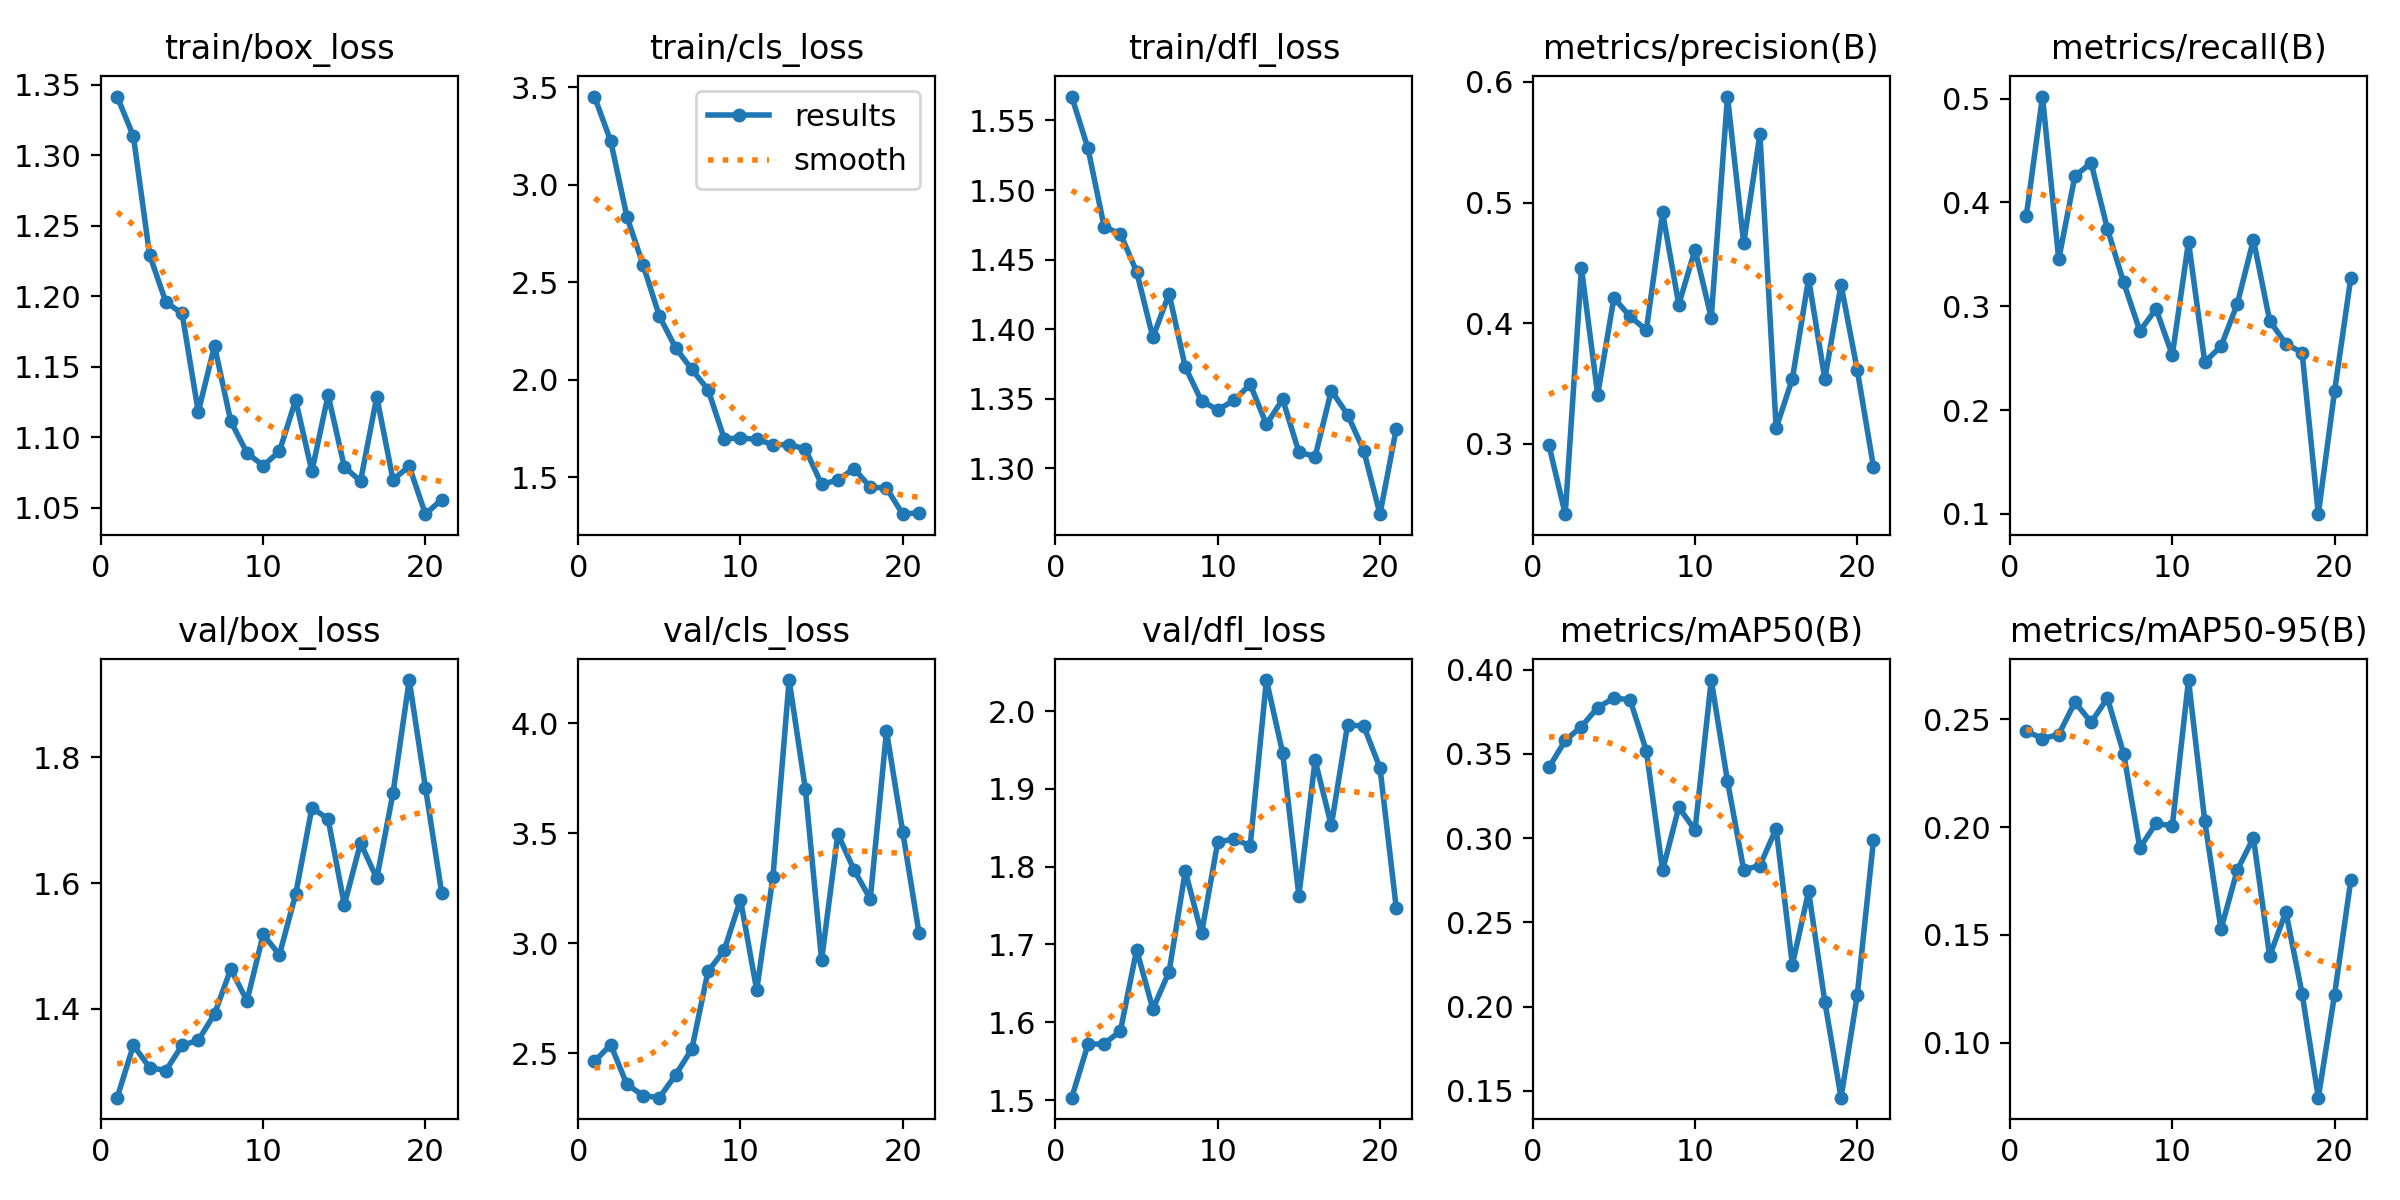 train/box_loss
1.35
1.30
1.25
1.20
1.15
1.10
1.05
0 10 20
train/cls_loss
results
smooth
3.5
3.0
2.5
2.0
1.5
0 10 20
train/dfl_loss
1.55
1.50
1.45
1.40
1.35
1.30
0 10 20
metrics/precision(B)
0.6
0.5
0.4
0.3
0 10 20
metrics/recall(B)
0.5
0.4
0.3
0.2
0.1
0 10 20
val/box_loss
1.8
1.6
1.4
0 10 20
val/cls_loss
4.0
3.5
3.0
2.5
0 10 20
val/dfl_loss
2.0
1.9
1.8
1.7
1.6
1.5
0 10 20
metrics/mAP50(B)
0.40
0.35
0.30
0.25
0.20
0.15
0 10 20
metrics/mAP50-95(B)
0.25
0.20
0.15
0.10
0 10 20